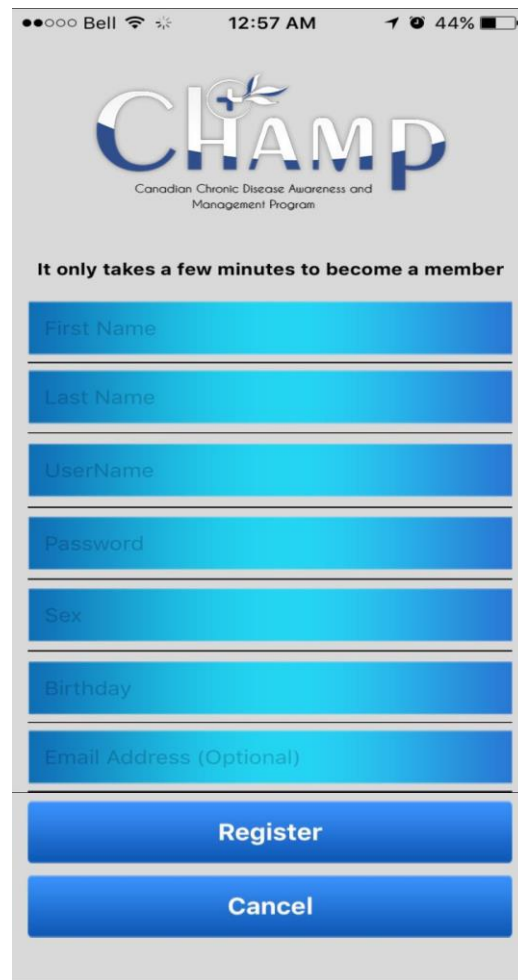 Bell 12:57 AM 44%
CHAMP
Canadian Chronic Disease Awareness and
Management Program
It only takes a few minutes to become a member
First Name
Last Name
UserName
Password
Sex
Birthday
Email Address (Optional)
Register
Cancel